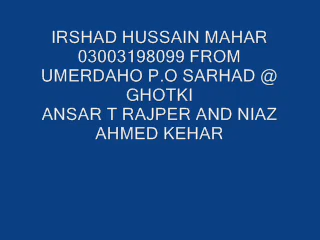 IRSHAD HUSSAIN MAHAR
03003198099 FROM
UMERDAHO P.O SARHAD @
GHOTKI
ANSAR T RAJPER AND NIAZ
AHMED KEHAR